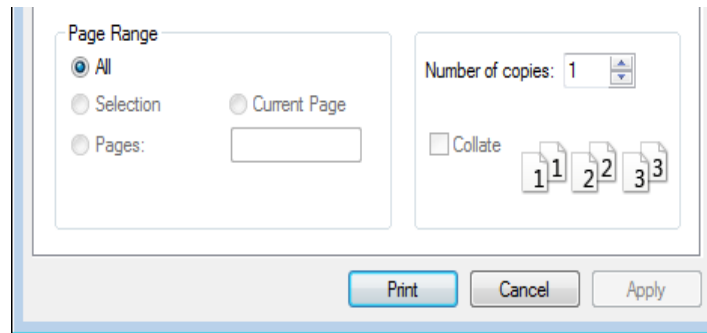 Page Range
All
Selection
Current Page
Pages:
Number of copies: 1
Collate
1 1 2 2 3 3
Print
Cancel
Apply